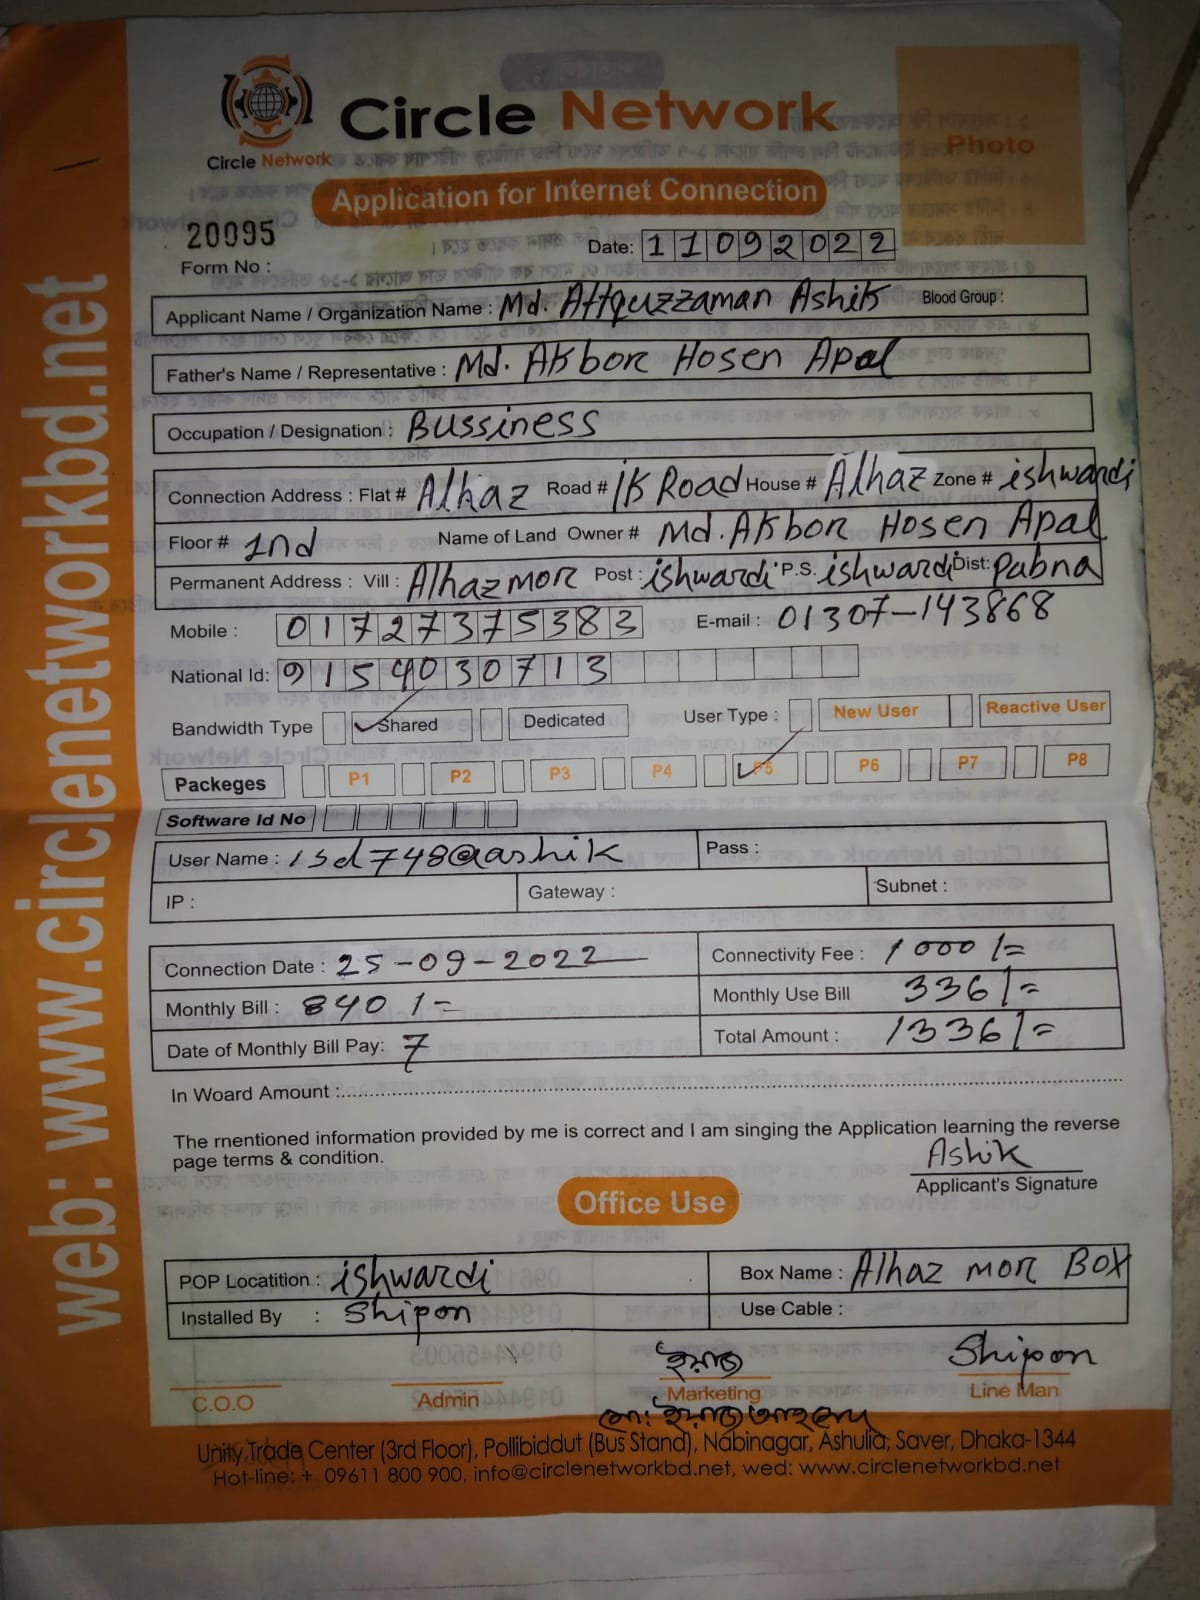 Circle Network
Circle Network
Photo
Application for Internet Connection
20095
Form No :
Date: 11092022
Applicant Name / Organization Name : Md. Attquzzaman Ashik Blood Group :
Father's Name / Representative : Md. Akbor Hosen Apal
Occupation / Designation : Bussiness
Connection Address : Flat # Alhaz Road # IK Road House # Alhaz Zone # ishwardi
Floor # 2nd Name of Land Owner # Md. Akbor Hosen Apal
Permanent Address : Vill : Alhaz mor Post : ishwardi P.S. ishwardi Dist: Pabna
Mobile : 01727375383 E-mail : 01307-143868
National Id: 9154030713
Bandwidth Type Shared Dedicated User Type : New User Reactive User
Packeges P1 P2 P3 P4 P5 P6 P7 P8
Software Id No
User Name : isd748@ashik Pass :
IP : Gateway : Subnet :
Connection Date : 25-09-2022 Connectivity Fee : 1000/=
Monthly Bill : 840/= Monthly Use Bill 336/=
Date of Monthly Bill Pay: 7 Total Amount : 1336/=
In Woard Amount :
The rnentioned information provided by me is correct and I am singing the Application learning the reverse
page terms & condition.
Ashik
Applicant's Signature
Office Use
POP Locatition : ishwardi Box Name : Alhaz mor Box
Installed By : Shipon Use Cable :
Shipon
C.O.O Admin Marketing Line Man
Unity Trade Center (3rd Floor), Pollibiddut (Bus Stand), Nabinagar, Ashulia, Saver, Dhaka-1344
Hot-line: + 09611 800 900, info@circlenetworkbd.net, wed: www.circlenetworkbd.net
web: www.circlenetworkbd.net